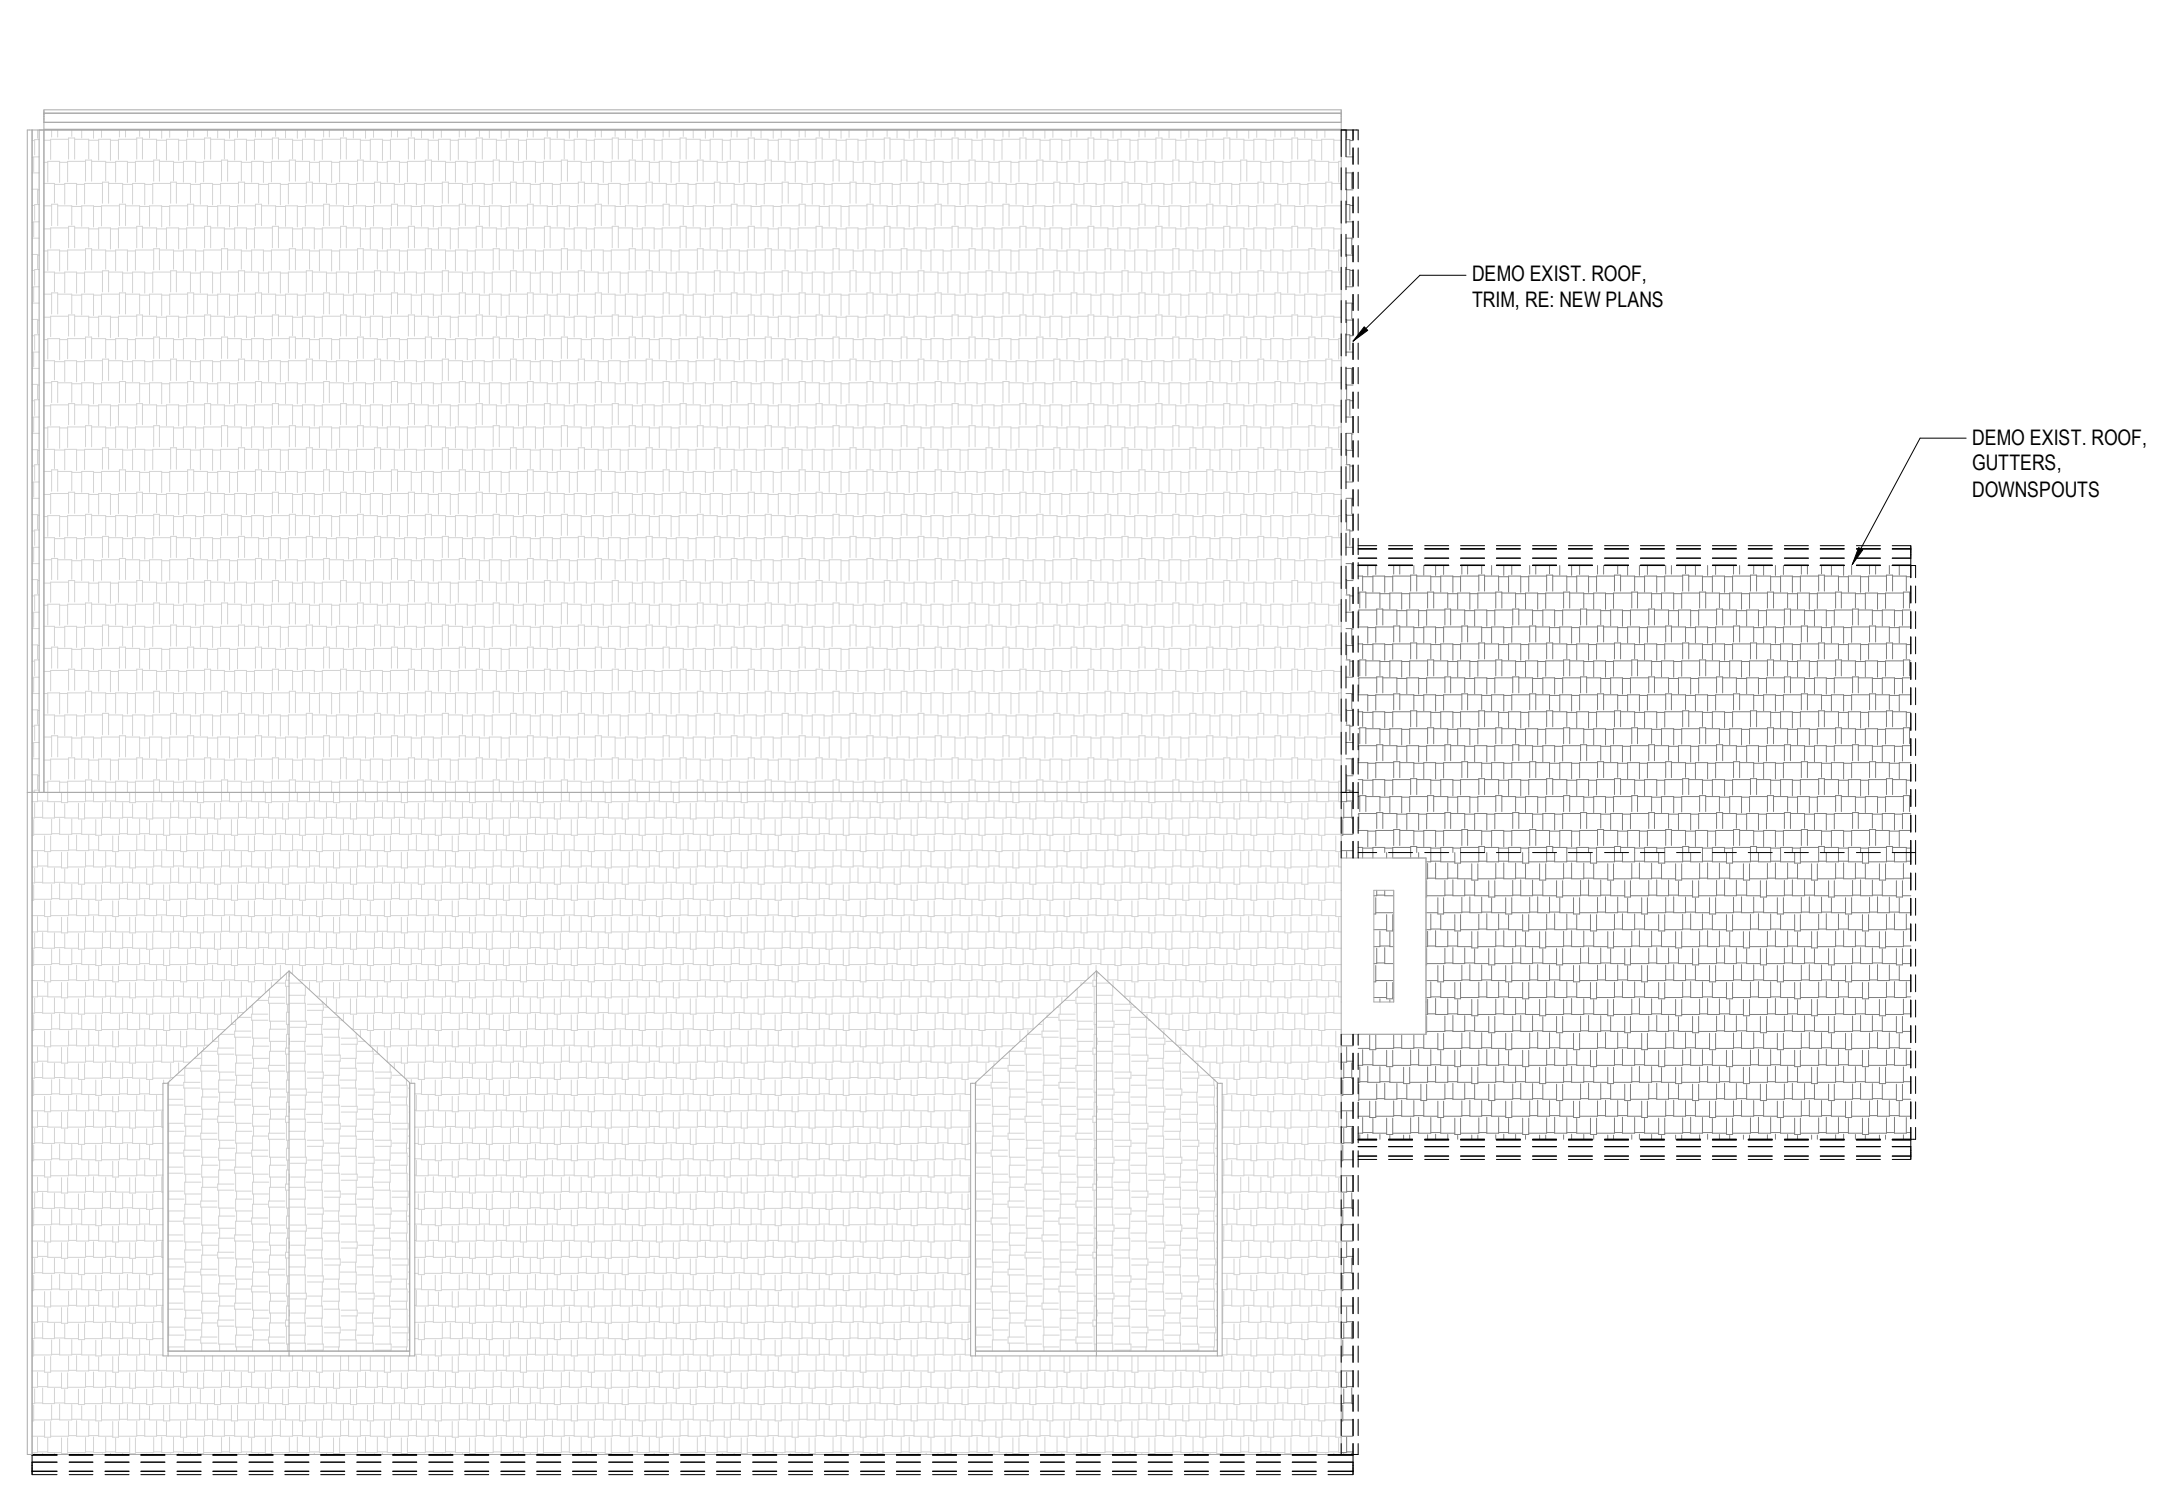 DEMO EXIST. ROOF,
TRIM, RE: NEW PLANS
DEMO EXIST. ROOF,
GUTTERS,
DOWNSPOUTS